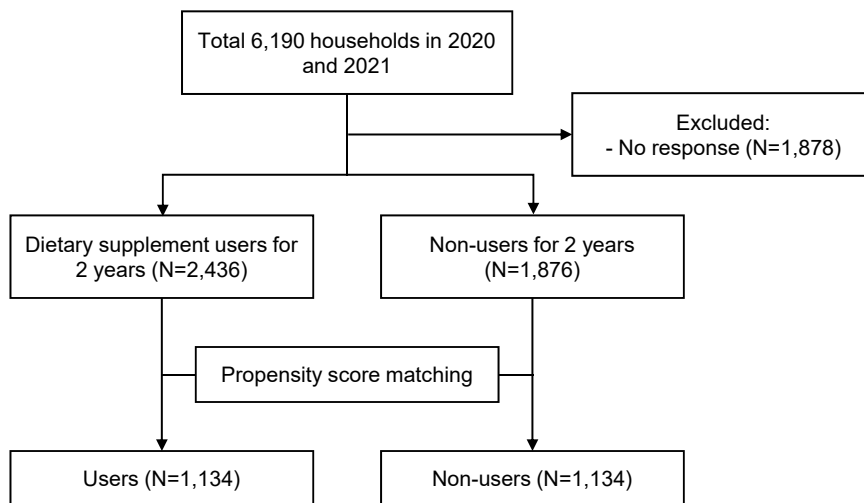 Total 6,190 households in 2020
and 2021
Excluded:
- No response (N=1,878)
Dietary supplement users for
2 years (N=2,436)
Non-users for 2 years
(N=1,876)
Propensity score matching
Users (N=1,134)
Non-users (N=1,134)